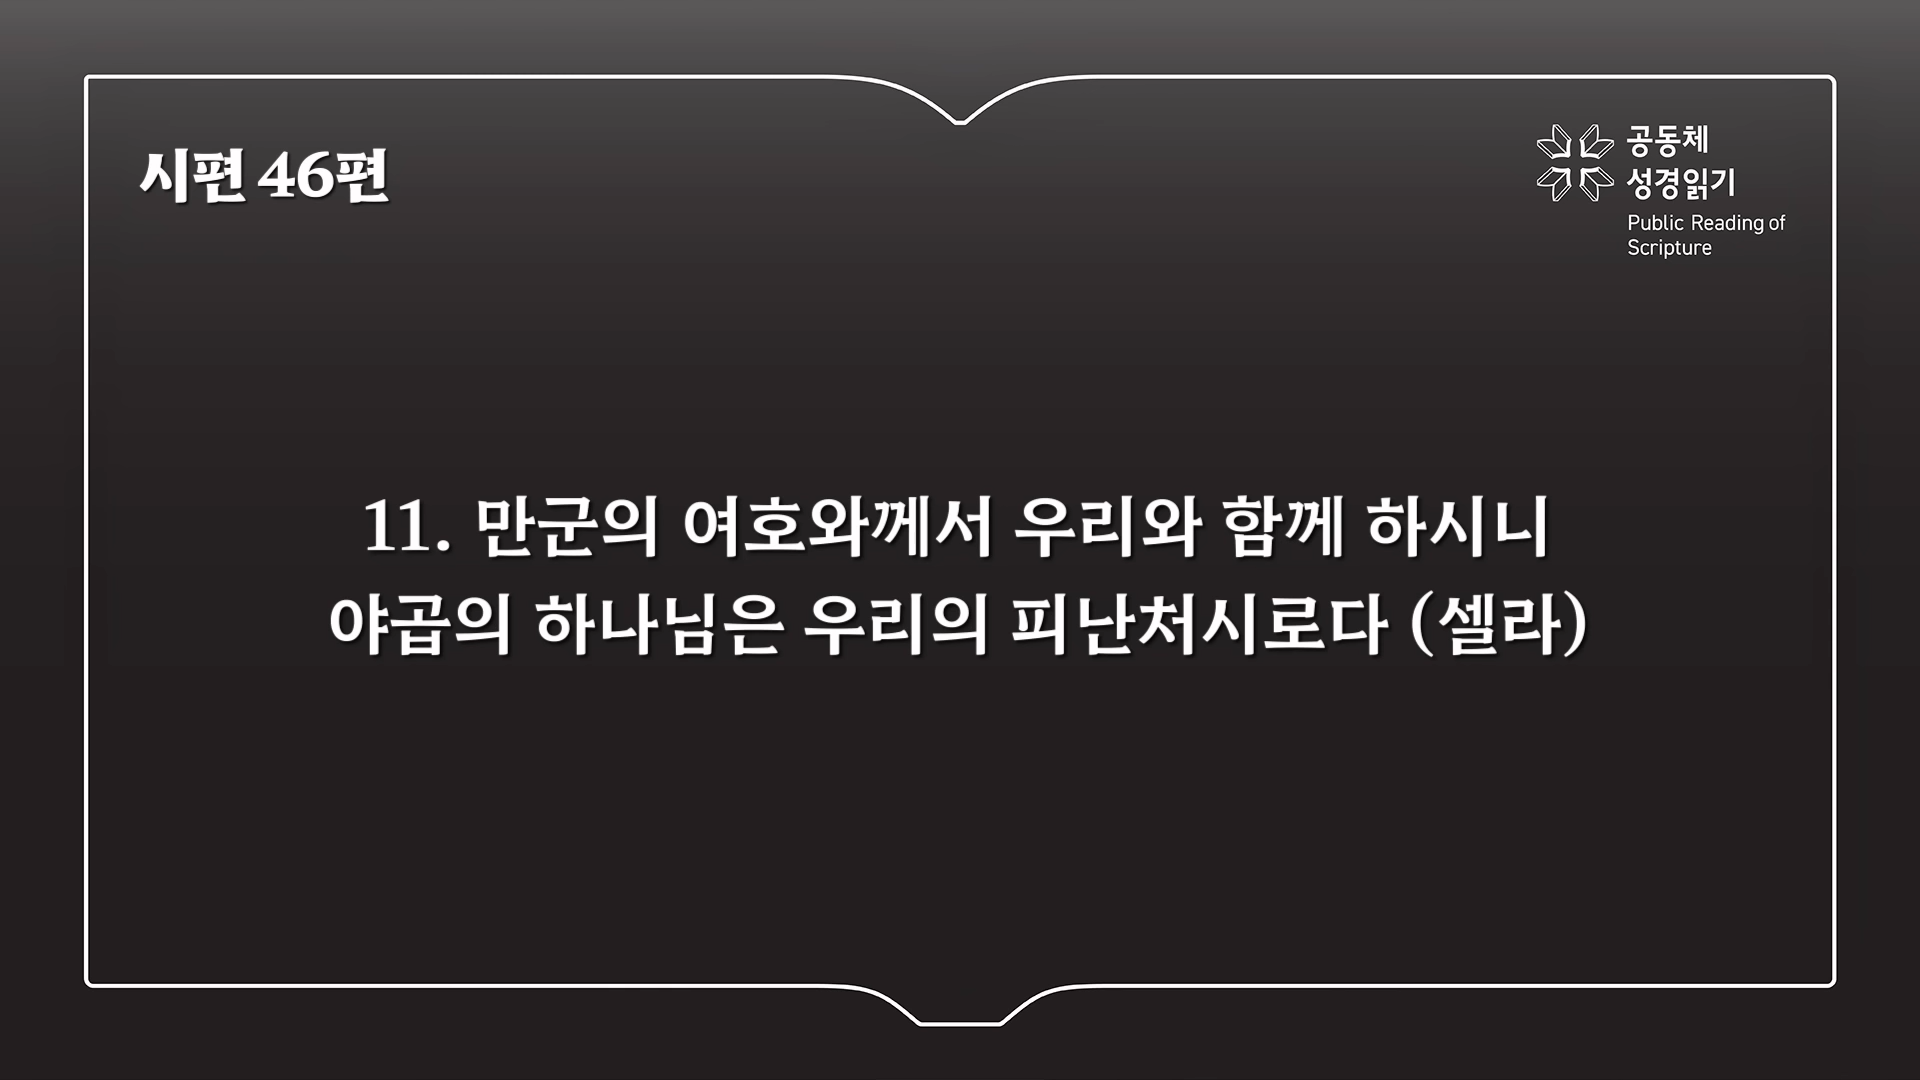 시편 46편
공동체
성경읽기
Public Reading of
Scripture
11. 만군의 여호와께서 우리와 함께 하시니
야곱의 하나님은 우리의 피난처시로다 (셀라)